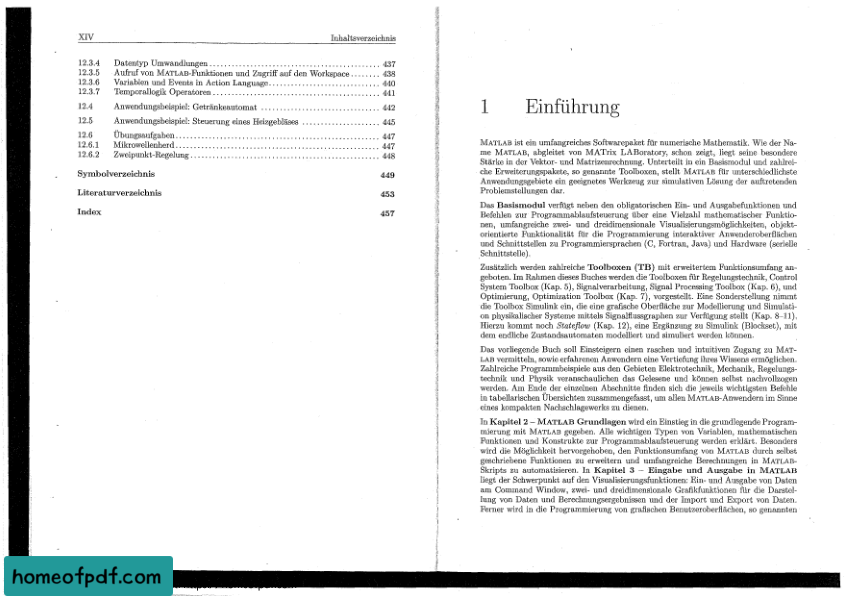 XIV Inhaltsverzeichnis
12.3.4 Datentyp Umwandlungen 437
12.3.5 Aufruf von MATLAB-Funktionen und Zugriff auf den Workspace 438
12.3.6 Variablen und Events in Action Language 440
12.3.7 Temporallogik Operatoren 441
12.4 Anwendungsbeispiel: Getränkeautomat 442
12.5 Anwendungsbeispiel: Steuerung eines Heizgebläses 445
12.6 Übungsaufgaben 447
12.6.1 Mikrowellenherd 447
12.6.2 Zweipunkt-Regelung 448
Symbolverzeichnis 449
Literaturverzeichnis 453
Index 457
1 Einführung
MATLAB ist ein umfangreiches Softwarepaket für numerische Mathematik. Wie der Na-
me MATLAB, abgleitet von MATrix LABoratory, schon zeigt, liegt seine besondere
Stärke in der Vektor- und Matrizenrechnung. Unterteilt in ein Basismodul und zahlrei-
che Erweiterungspakete, so genannte Toolboxen, stellt MATLAB für unterschiedlichste
Anwendungsgebiete ein geeignetes Werkzeug zur simulativen Lösung der auftretenden
Problemstellungen dar.
Das Basismodul verfügt neben den obligatorischen Ein- und Ausgabefunktionen und
Befehlen zur Programmablaufsteuerung über eine Vielzahl mathematischer Funktio-
nen, umfangreiche zwei- und dreidimensionale Visualisierungsmöglichkeiten, objekt-
orientierte Funktionalität für die Programmierung interaktiver Anwenderoberflächen
und Schnittstellen zu Programmiersprachen (C, Fortran, Java) und Hardware (serielle
Schnittstelle).
Zusätzlich werden zahlreiche Toolboxen (TB) mit erweitertem Funktionsumfang an-
geboten. Im Rahmen dieses Buches werden die Toolboxen für Regelungstechnik, Control
System Toolbox (Kap. 5), Signalverarbeitung, Signal Processing Toolbox (Kap. 6), und
Optimierung, Optimization Toolbox (Kap. 7), vorgestellt. Eine Sonderstellung nimmt
die Toolbox Simulink ein, die eine grafische Oberfläche zur Modellierung und Simulati-
on physikalischer Systeme mittels Signalflussgraphen zur Verfügung stellt (Kap. 8–11).
Hierzu kommt noch Stateflow (Kap. 12), eine Ergänzung zu Simulink (Blockset), mit
dem endliche Zustandsautomaten modelliert und simuliert werden können.
Das vorliegende Buch soll Einsteigern einen raschen und intuitiven Zugang zu MAT-
LAB vermitteln, sowie erfahrenen Anwendern eine Vertiefung ihres Wissens ermöglichen.
Zahlreiche Programmbeispiele aus den Gebieten Elektrotechnik, Mechanik, Regelungs-
technik und Physik veranschaulichen das Gelesene und können selbst nachvollzogen
werden. Am Ende der einzelnen Abschnitte finden sich die jeweils wichtigsten Befehle
in tabellarischen Übersichten zusammengefasst, um allen MATLAB-Anwendern im Sinne
eines kompakten Nachschlagewerks zu dienen.
In Kapitel 2 – MATLAB Grundlagen wird ein Einstieg in die grundlegende Program-
mierung mit MATLAB gegeben. Alle wichtigen Typen von Variablen, mathematischen
Funktionen und Konstrukte zur Programmablaufsteuerung werden erklärt. Besonders
wird die Möglichkeit hervorgehoben, den Funktionsumfang von MATLAB durch selbst
geschriebene Funktionen zu erweitern und umfangreiche Berechnungen in MATLAB-
Skripts zu automatisieren. In Kapitel 3 – Eingabe und Ausgabe in MATLAB
liegt der Schwerpunkt auf den Visualisierungsfunktionen: Ein- und Ausgabe von Daten
am Command Window, zwei- und dreidimensionale Grafikfunktionen für die Darstel-
lung von Daten und Berechnungsergebnissen und der Import und Export von Daten.
Ferner wird in die Programmierung von grafischen Benutzeroberflächen, so genannten
homeofpdf.com